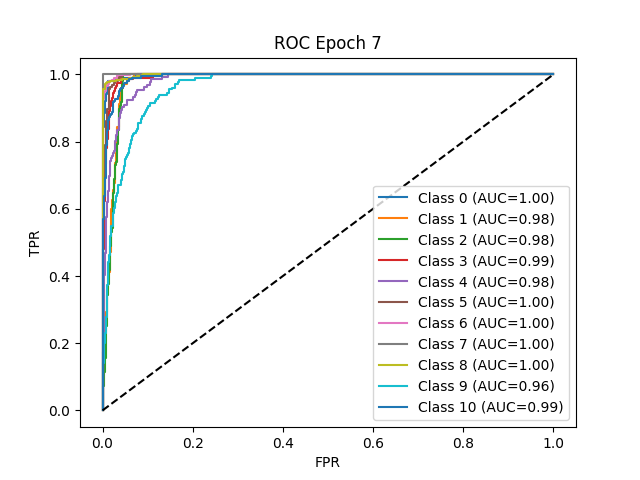 ROC Epoch 7
1.0
0.8
0.6
0.4
0.2
0.0
TPR
Class 0 (AUC=1.00)
Class 1 (AUC=0.98)
Class 2 (AUC=0.98)
Class 3 (AUC=0.99)
Class 4 (AUC=0.98)
Class 5 (AUC=1.00)
Class 6 (AUC=1.00)
Class 7 (AUC=1.00)
Class 8 (AUC=1.00)
Class 9 (AUC=0.96)
Class 10 (AUC=0.99)
0.0 0.2 0.4 0.6 0.8 1.0
FPR